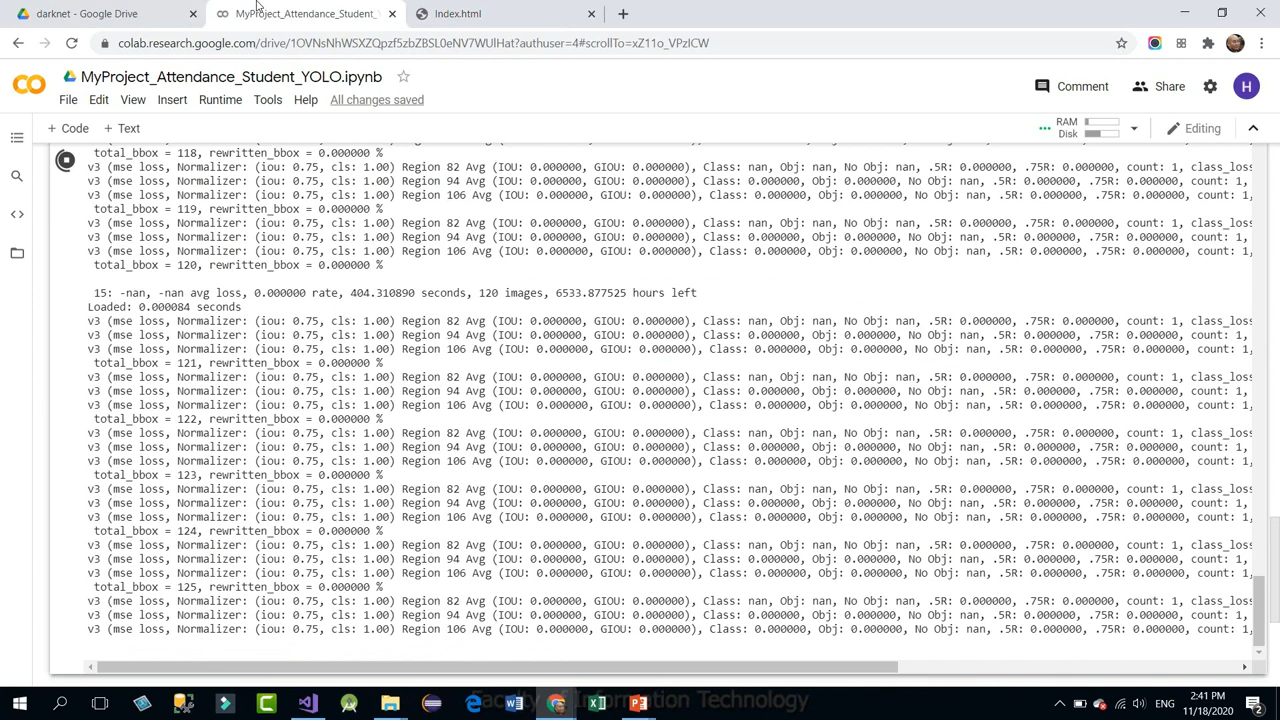 darknet - Google Drive
MyProject_Attendance_Student_
Index.html
colab.research.google.com/drive/1OVNsNhWSXZQpzf5zbZBSL0eNV7WUlHat?authuser=4#scrollTo=xZ11o_VPzlCW
MyProject_Attendance_Student_YOLO.ipynb
Comment
Share
H
File Edit View Insert Runtime Tools Help All changes saved
+ Code + Text
RAM
Disk
Editing
total_bbox = 118, rewritten_bbox = 0.000000 %
v3 (mse loss, Normalizer: (iou: 0.75, cls: 1.00) Region 82 Avg (IOU: 0.000000, GIOU: 0.000000), Class: nan, Obj: nan, No Obj: nan, .5R: 0.000000, .75R: 0.000000, count: 1, class_loss
v3 (mse loss, Normalizer: (iou: 0.75, cls: 1.00) Region 94 Avg (IOU: 0.000000, GIOU: 0.000000), Class: 0.000000, Obj: 0.000000, No Obj: nan, .5R: 0.000000, .75R: 0.000000, count: 1,
v3 (mse loss, Normalizer: (iou: 0.75, cls: 1.00) Region 106 Avg (IOU: 0.000000, GIOU: 0.000000), Class: 0.000000, Obj: 0.000000, No Obj: nan, .5R: 0.000000, .75R: 0.000000, count: 1,
total_bbox = 119, rewritten_bbox = 0.000000 %
v3 (mse loss, Normalizer: (iou: 0.75, cls: 1.00) Region 82 Avg (IOU: 0.000000, GIOU: 0.000000), Class: nan, Obj: nan, No Obj: nan, .5R: 0.000000, .75R: 0.000000, count: 1, class_loss
v3 (mse loss, Normalizer: (iou: 0.75, cls: 1.00) Region 94 Avg (IOU: 0.000000, GIOU: 0.000000), Class: 0.000000, Obj: 0.000000, No Obj: nan, .5R: 0.000000, .75R: 0.000000, count: 1,
v3 (mse loss, Normalizer: (iou: 0.75, cls: 1.00) Region 106 Avg (IOU: 0.000000, GIOU: 0.000000), Class: 0.000000, Obj: 0.000000, No Obj: nan, .5R: 0.000000, .75R: 0.000000, count: 1,
total_bbox = 120, rewritten_bbox = 0.000000 %
15: -nan, -nan avg loss, 0.000000 rate, 404.310890 seconds, 120 images, 6533.877525 hours left
Loaded: 0.000084 seconds
v3 (mse loss, Normalizer: (iou: 0.75, cls: 1.00) Region 82 Avg (IOU: 0.000000, GIOU: 0.000000), Class: nan, Obj: nan, No Obj: nan, .5R: 0.000000, .75R: 0.000000, count: 1, class_loss
v3 (mse loss, Normalizer: (iou: 0.75, cls: 1.00) Region 94 Avg (IOU: 0.000000, GIOU: 0.000000), Class: 0.000000, Obj: 0.000000, No Obj: nan, .5R: 0.000000, .75R: 0.000000, count: 1,
v3 (mse loss, Normalizer: (iou: 0.75, cls: 1.00) Region 106 Avg (IOU: 0.000000, GIOU: 0.000000), Class: 0.000000, Obj: 0.000000, No Obj: nan, .5R: 0.000000, .75R: 0.000000, count: 1,
total_bbox = 121, rewritten_bbox = 0.000000 %
v3 (mse loss, Normalizer: (iou: 0.75, cls: 1.00) Region 82 Avg (IOU: 0.000000, GIOU: 0.000000), Class: nan, Obj: nan, No Obj: nan, .5R: 0.000000, .75R: 0.000000, count: 1, class_loss
v3 (mse loss, Normalizer: (iou: 0.75, cls: 1.00) Region 94 Avg (IOU: 0.000000, GIOU: 0.000000), Class: 0.000000, Obj: 0.000000, No Obj: nan, .5R: 0.000000, .75R: 0.000000, count: 1,
v3 (mse loss, Normalizer: (iou: 0.75, cls: 1.00) Region 106 Avg (IOU: 0.000000, GIOU: 0.000000), Class: 0.000000, Obj: 0.000000, No Obj: nan, .5R: 0.000000, .75R: 0.000000, count: 1,
total_bbox = 122, rewritten_bbox = 0.000000 %
v3 (mse loss, Normalizer: (iou: 0.75, cls: 1.00) Region 82 Avg (IOU: 0.000000, GIOU: 0.000000), Class: nan, Obj: nan, No Obj: nan, .5R: 0.000000, .75R: 0.000000, count: 1, class_loss
v3 (mse loss, Normalizer: (iou: 0.75, cls: 1.00) Region 94 Avg (IOU: 0.000000, GIOU: 0.000000), Class: 0.000000, Obj: 0.000000, No Obj: nan, .5R: 0.000000, .75R: 0.000000, count: 1,
v3 (mse loss, Normalizer: (iou: 0.75, cls: 1.00) Region 106 Avg (IOU: 0.000000, GIOU: 0.000000), Class: 0.000000, Obj: 0.000000, No Obj: nan, .5R: 0.000000, .75R: 0.000000, count: 1,
total_bbox = 123, rewritten_bbox = 0.000000 %
v3 (mse loss, Normalizer: (iou: 0.75, cls: 1.00) Region 82 Avg (IOU: 0.000000, GIOU: 0.000000), Class: nan, Obj: nan, No Obj: nan, .5R: 0.000000, .75R: 0.000000, count: 1, class_loss
v3 (mse loss, Normalizer: (iou: 0.75, cls: 1.00) Region 94 Avg (IOU: 0.000000, GIOU: 0.000000), Class: 0.000000, Obj: 0.000000, No Obj: nan, .5R: 0.000000, .75R: 0.000000, count: 1,
v3 (mse loss, Normalizer: (iou: 0.75, cls: 1.00) Region 106 Avg (IOU: 0.000000, GIOU: 0.000000), Class: 0.000000, Obj: 0.000000, No Obj: nan, .5R: 0.000000, .75R: 0.000000, count: 1,
total_bbox = 124, rewritten_bbox = 0.000000 %
v3 (mse loss, Normalizer: (iou: 0.75, cls: 1.00) Region 82 Avg (IOU: 0.000000, GIOU: 0.000000), Class: nan, Obj: nan, No Obj: nan, .5R: 0.000000, .75R: 0.000000, count: 1, class_loss
v3 (mse loss, Normalizer: (iou: 0.75, cls: 1.00) Region 94 Avg (IOU: 0.000000, GIOU: 0.000000), Class: 0.000000, Obj: 0.000000, No Obj: nan, .5R: 0.000000, .75R: 0.000000, count: 1,
v3 (mse loss, Normalizer: (iou: 0.75, cls: 1.00) Region 106 Avg (IOU: 0.000000, GIOU: 0.000000), Class: 0.000000, Obj: 0.000000, No Obj: nan, .5R: 0.000000, .75R: 0.000000, count: 1,
total_bbox = 125, rewritten_bbox = 0.000000 %
v3 (mse loss, Normalizer: (iou: 0.75, cls: 1.00) Region 82 Avg (IOU: 0.000000, GIOU: 0.000000), Class: nan, Obj: nan, No Obj: nan, .5R: 0.000000, .75R: 0.000000, count: 1, class_loss
v3 (mse loss, Normalizer: (iou: 0.75, cls: 1.00) Region 94 Avg (IOU: 0.000000, GIOU: 0.000000), Class: 0.000000, Obj: 0.000000, No Obj: nan, .5R: 0.000000, .75R: 0.000000, count: 1,
v3 (mse loss, Normalizer: (iou: 0.75, cls: 1.00) Region 106 Avg (IOU: 0.000000, GIOU: 0.000000), Class: 0.000000, Obj: 0.000000, No Obj: nan, .5R: 0.000000, .75R: 0.000000, count: 1,
Faculty of Information Technology
ENG
2:41 PM
11/18/2020
2